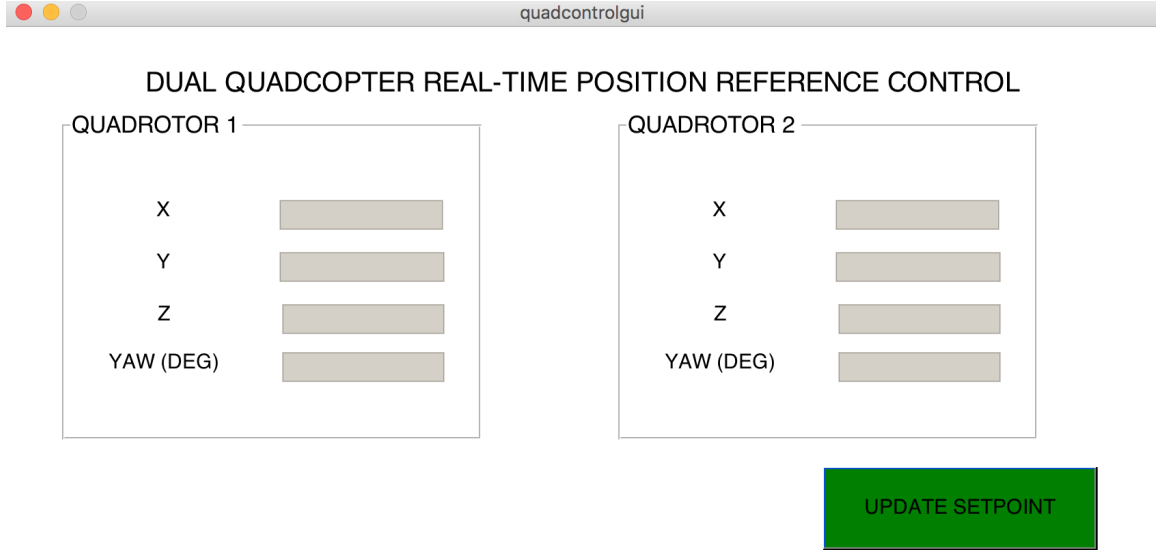 quadcontrolgui
DUAL QUADCOPTER REAL-TIME POSITION REFERENCE CONTROL
QUADROTOR 1
X
Y
Z
YAW (DEG)
QUADROTOR 2
X
Y
Z
YAW (DEG)
UPDATE SETPOINT